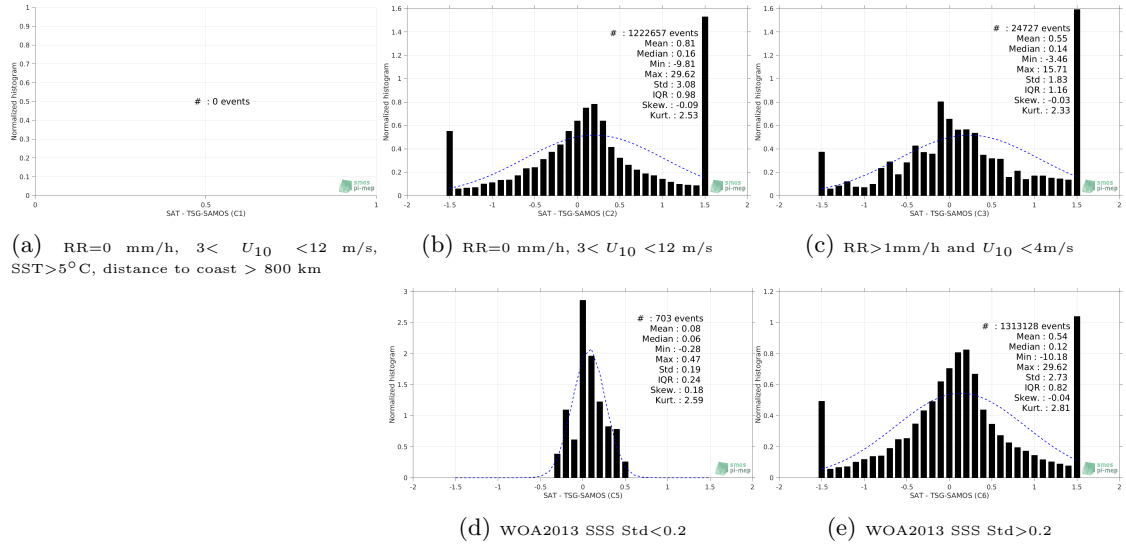 1
0.9
0.8
0.7
0.6
0.5
0.4
0.3
0.2
0.1
0
Normalized histogram
# : 0 events
0 0.5 1
SAT - TSG-SAMOS (C1)
smos
pi-mep
(a) RR=0 mm/h, 3< U10 <12 m/s,
SST>5°C, distance to coast > 800 km
1.6
1.4
1.2
1
0.8
0.6
0.4
0.2
0
Normalized histogram
# : 1222657 events
Mean : 0.81
Median : 0.16
Min : -9.81
Max : 29.62
Std : 3.08
IQR : 0.98
Skew. : -0.09
Kurt. : 2.53
-2 -1.5 -1 -0.5 0 0.5 1 1.5 2
SAT - TSG-SAMOS (C2)
smos
pi-mep
(b) RR=0 mm/h, 3< U10 <12 m/s
1.6
1.4
1.2
1
0.8
0.6
0.4
0.2
0
Normalized histogram
# : 24727 events
Mean : 0.55
Median : 0.14
Min : -3.46
Max : 15.71
Std : 1.83
IQR : 1.16
Skew. : -0.03
Kurt. : 2.33
-2 -1.5 -1 -0.5 0 0.5 1 1.5 2
SAT - TSG-SAMOS (C3)
smos
pi-mep
(c) RR>1mm/h and U10 <4m/s
3
2.5
2
1.5
1
0.5
0
Normalized histogram
# : 703 events
Mean : 0.08
Median : 0.06
Min : -0.28
Max : 0.47
Std : 0.19
IQR : 0.24
Skew. : 0.18
Kurt. : 2.59
-2 -1.5 -1 -0.5 0 0.5 1 1.5 2
SAT - TSG-SAMOS (C5)
smos
pi-mep
(d) WOA2013 SSS Std<0.2
1.2
1
0.8
0.6
0.4
0.2
0
Normalized histogram
# : 1313128 events
Mean : 0.54
Median : 0.12
Min : -10.18
Max : 29.62
Std : 2.73
IQR : 0.82
Skew. : -0.04
Kurt. : 2.81
-2 -1.5 -1 -0.5 0 0.5 1 1.5 2
SAT - TSG-SAMOS (C6)
smos
pi-mep
(e) WOA2013 SSS Std>0.2